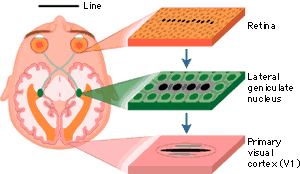 Line
Retina
Lateral
geniculate
nucleus
Primary
visual
cortex (V1)